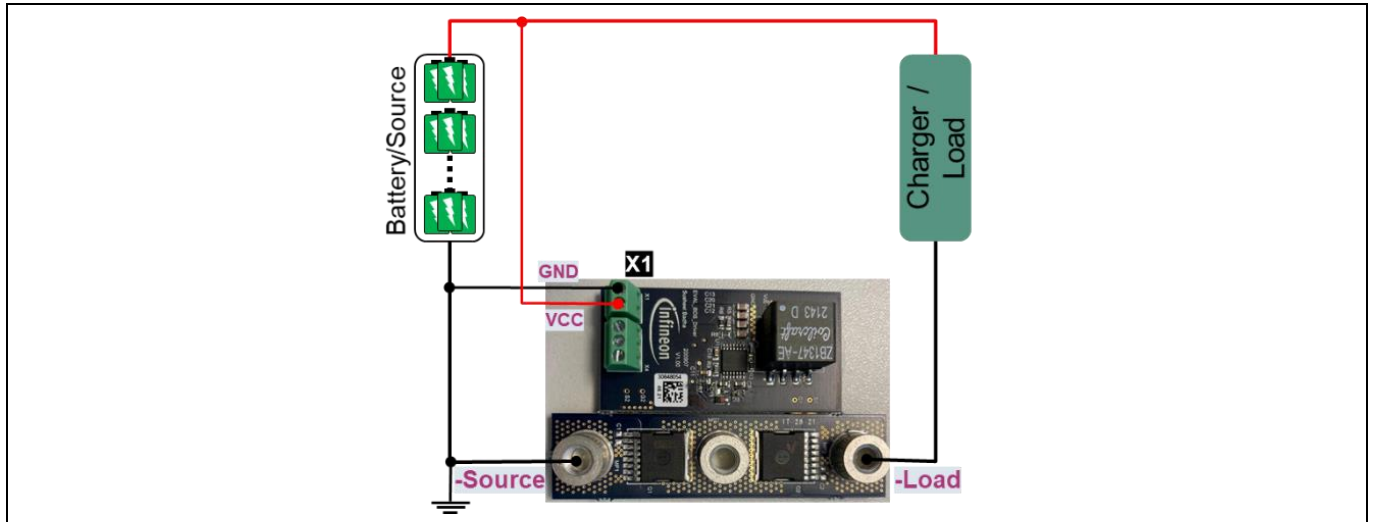 Battery/Source
Charger /
Load
X1
GND
VCC
Infineon
2143 D
Coilcraft
ZB1347-AE
-Source
-Load